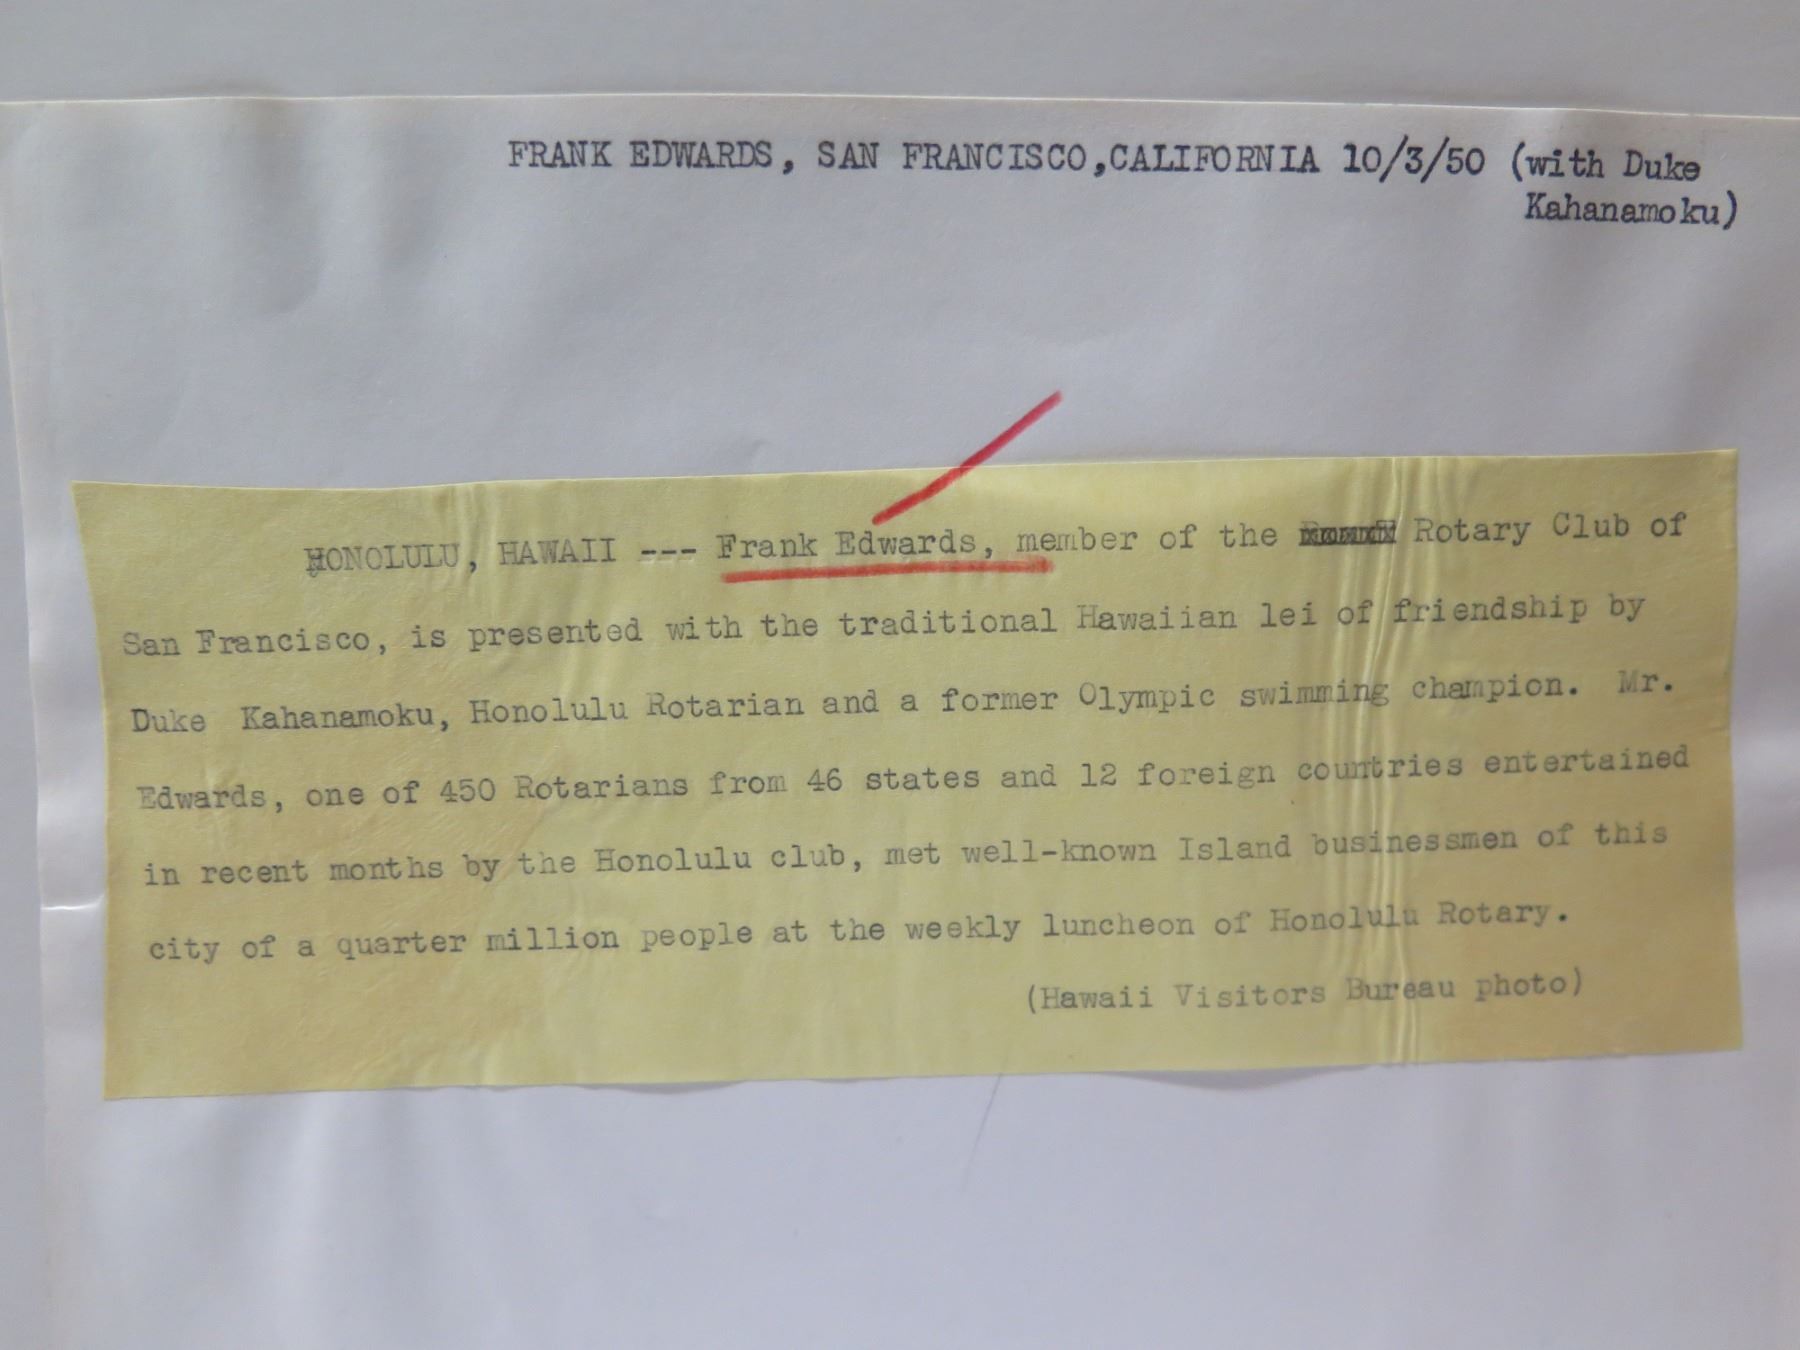 FRANK EDWARDS, SAN FRANCISCO,CALIFORNIA 10/3/50 (with Duke
Kahanamoku)
HONOLULU, HAWAII --- Frank Edwards, member of the Rotary Club of
San Francisco, is presented with the traditional Hawaiian lei of friendship by
Duke Kahanamoku, Honolulu Rotarian and a former Olympic swimming champion. Mr.
Edwards, one of 450 Rotarians from 46 states and 12 foreign countries entertained
in recent months by the Honolulu club, met well-known Island businessmen of this
city of a quarter million people at the weekly luncheon of Honolulu Rotary.
(Hawaii Visitors Bureau photo)